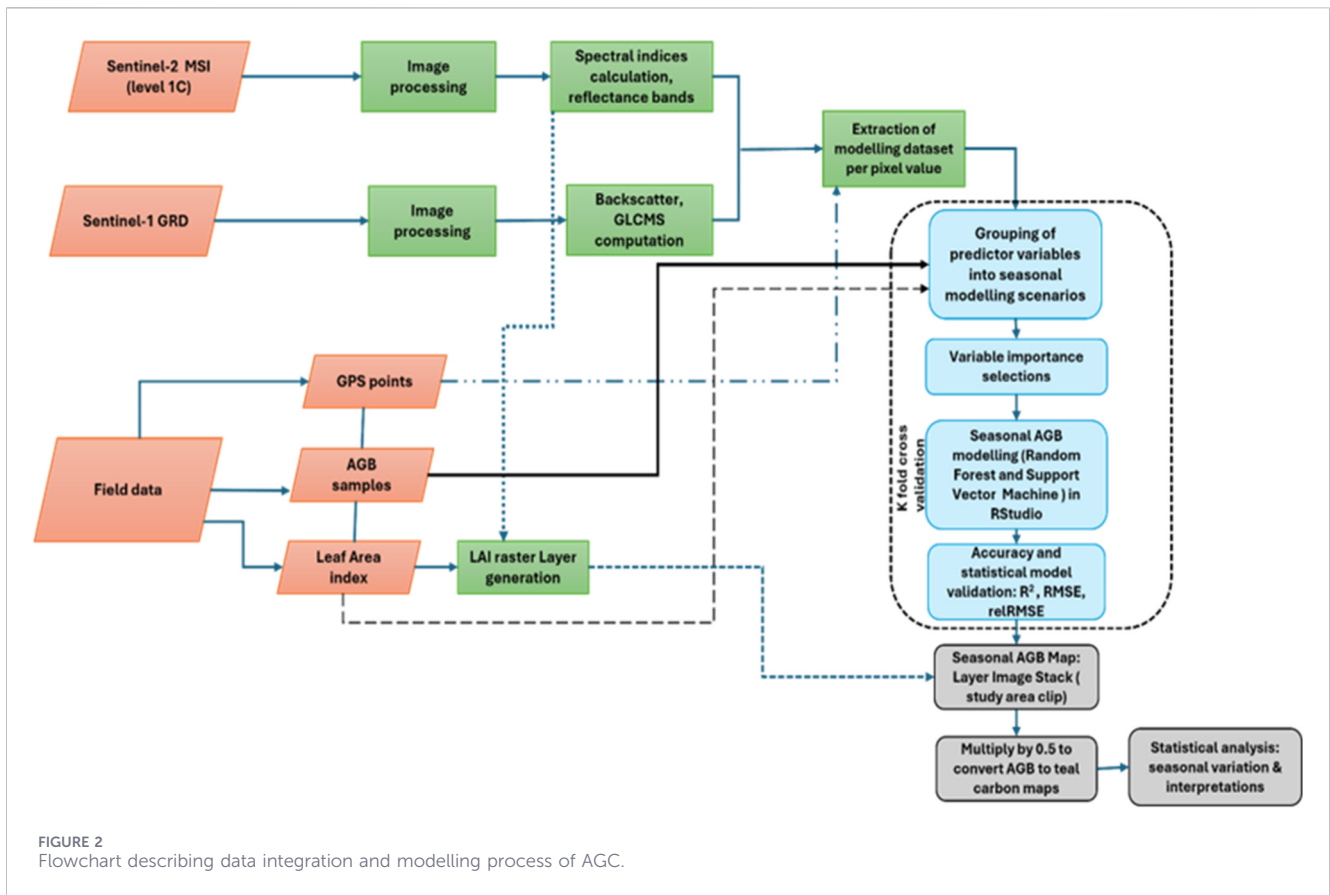 Sentinel-2 MSI
(level 1C)
Image
processing
Spectral indices
calculation,
reflectance bands
Extraction of
modelling dataset
per pixel value
Sentinel-1 GRD
Image
processing
Backscatter,
GLCMS
computation
Grouping of
predictor variables
into seasonal
modelling scenarios
Variable importance
selections
Seasonal AGB
modelling (Random
Forest and Support
Vector Machine ) in
RStudio
Accuracy and
statistical model
validation: R², RMSE,
relRMSE
K fold cross
validation
GPS points
Field data
AGB
samples
Leaf Area
index
LAI raster Layer
generation
Seasonal AGB Map:
Layer Image Stack (
study area clip)
Multiply by 0.5 to
convert AGB to teal
carbon maps
Statistical analysis:
seasonal variation &
interpretations
FIGURE 2
Flowchart describing data integration and modelling process of AGC.